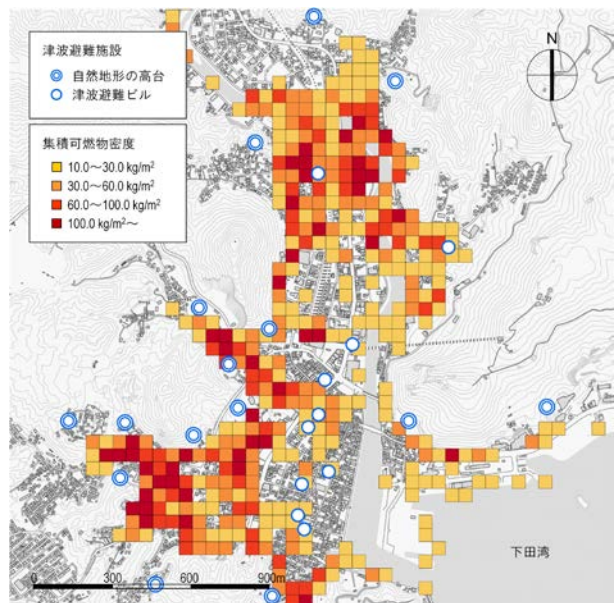 津波避難施設
自然地形の高台
津波避難ビル
集積可燃物密度
10.0～30.0 kg/m²
30.0～60.0 kg/m²
60.0～100.0 kg/m²
100.0 kg/m²～
N
下田湾
0 300 600 900m